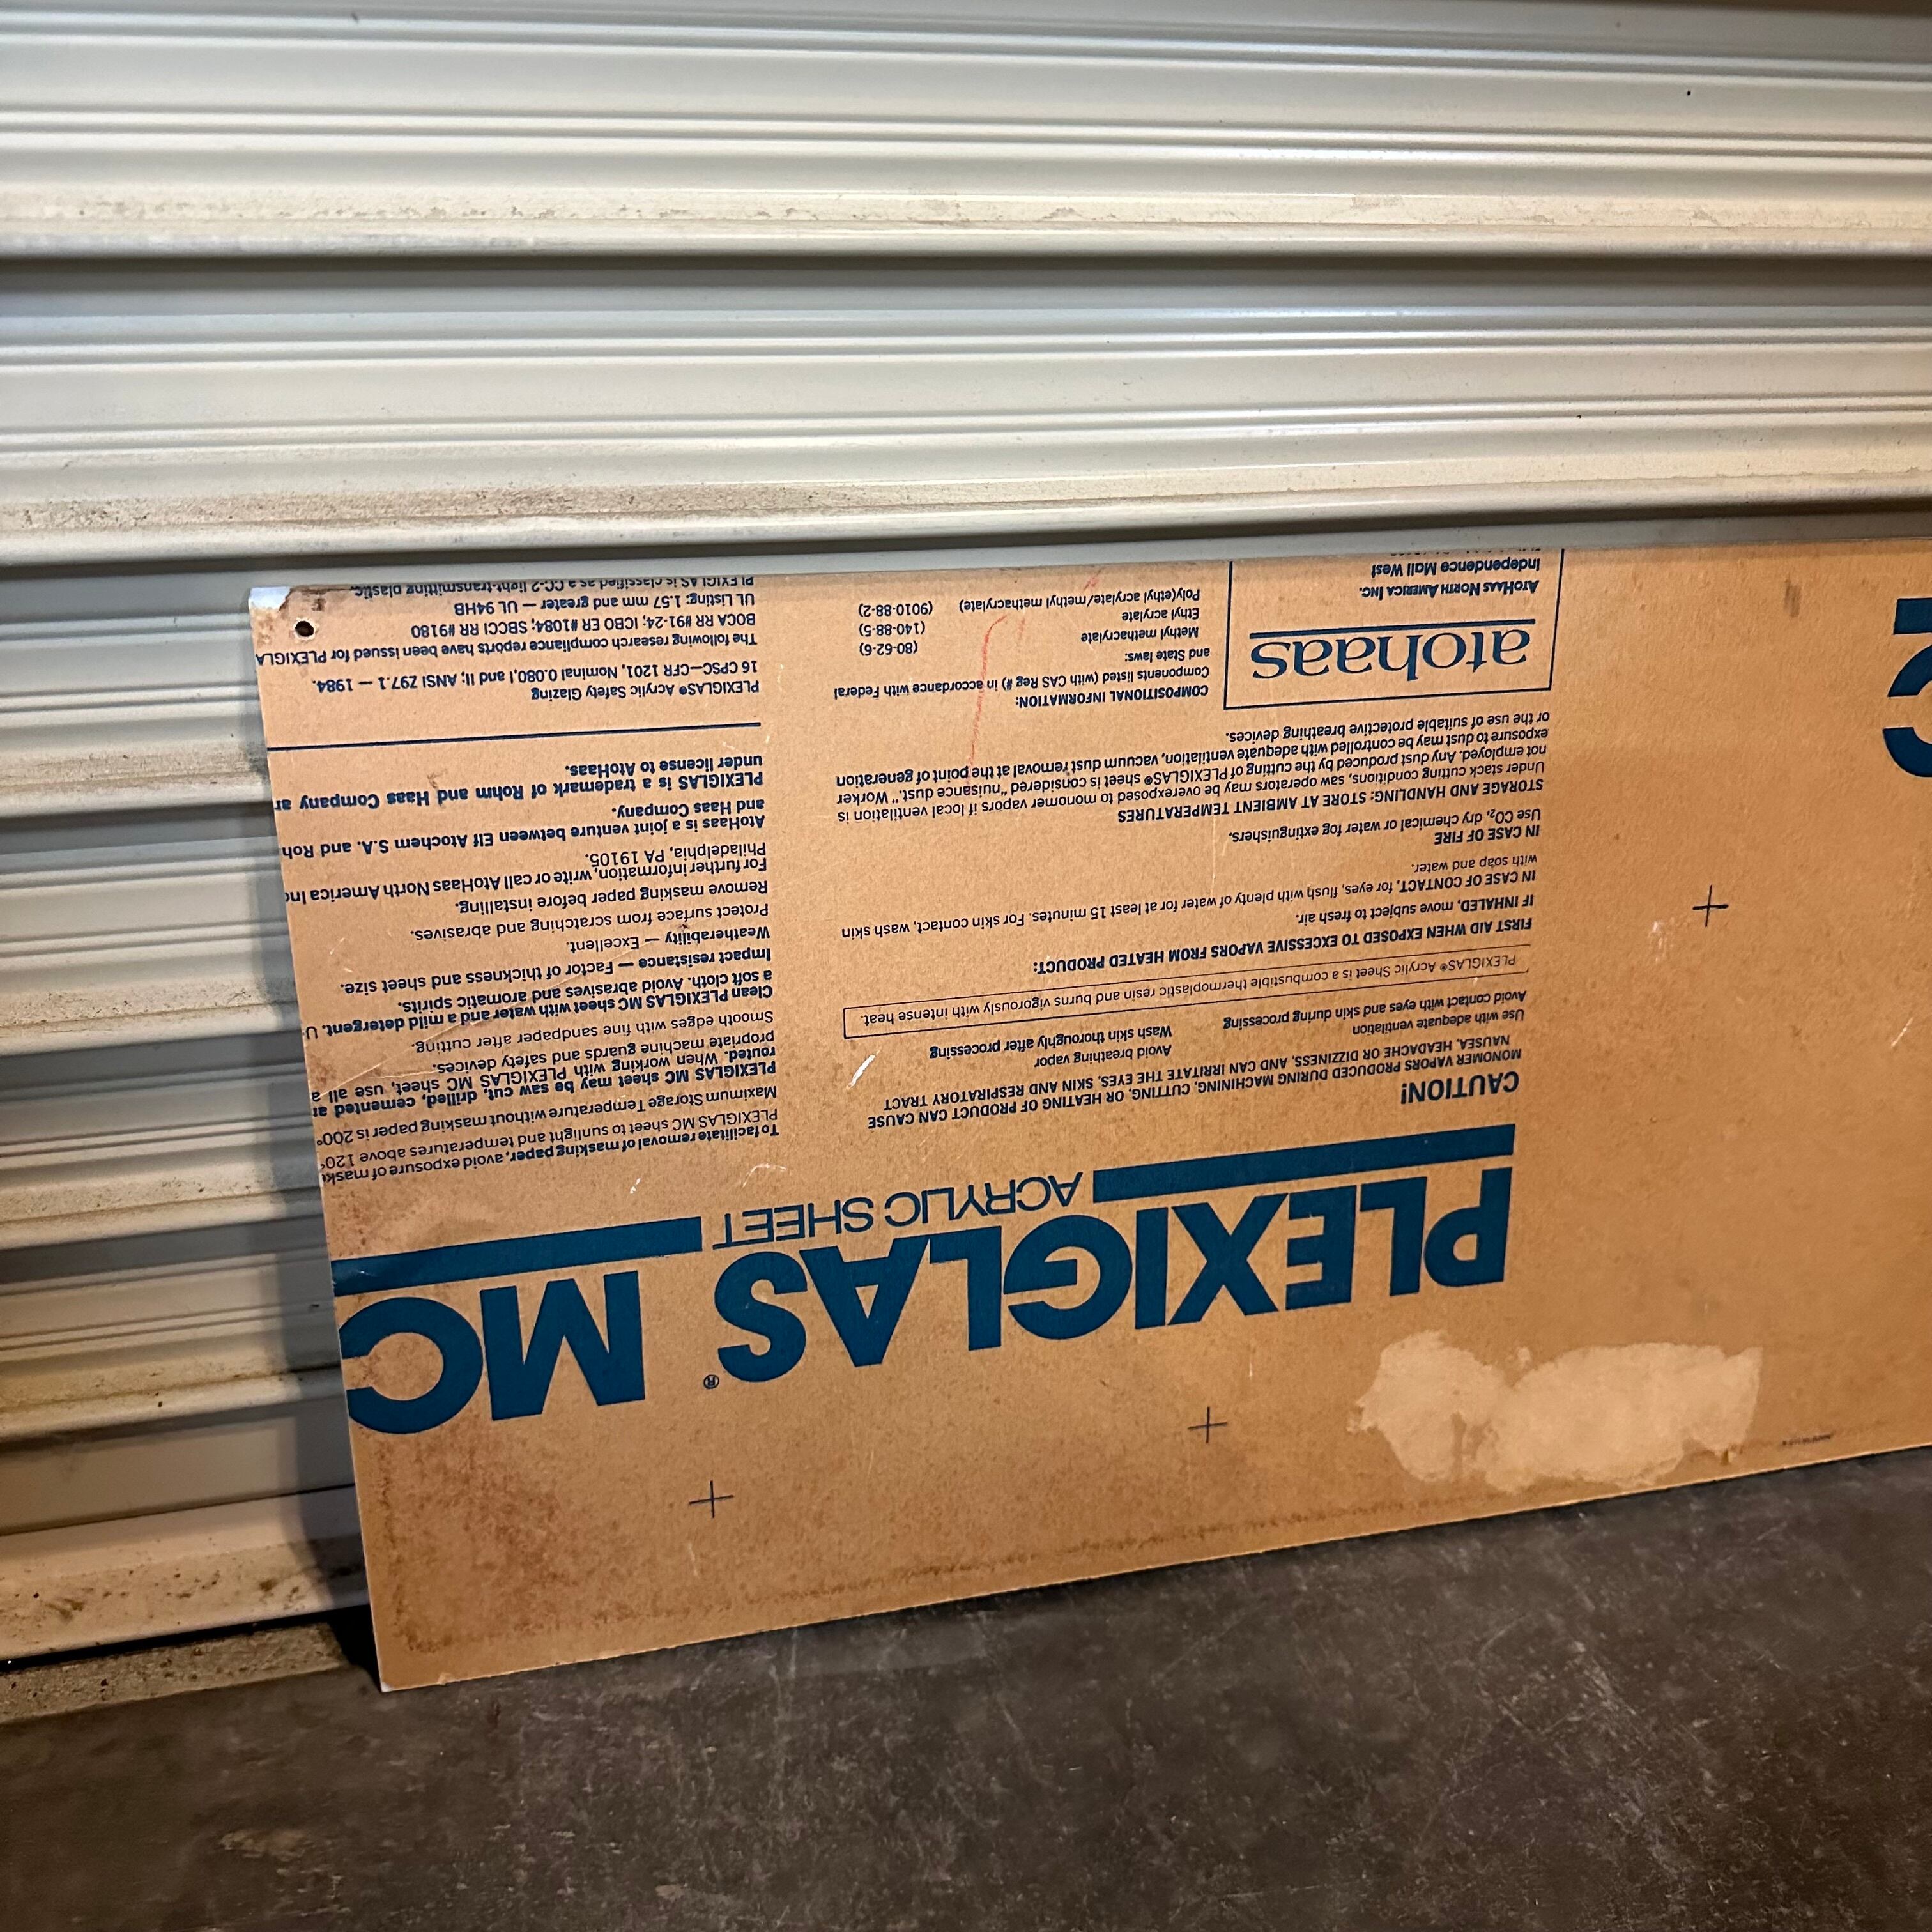 PLEXIGLAS® MC
ACRYLIC SHEET
CAUTION!
MONOMER VAPORS PRODUCED DURING MACHINING, CUTTING, OR HEATING OF PRODUCT CAN CAUSE
NAUSEA, HEADACHE OR DIZZINESS, AND CAN IRRITATE THE EYES, SKIN AND RESPIRATORY TRACT
Use with adequate ventilation
Avoid breathing vapor
Avoid contact with eyes and skin during processing
Wash skin thoroughly after processing
PLEXIGLAS® Acrylic Sheet is a combustible thermoplastic resin and burns vigorously with intense heat.
FIRST AID WHEN EXPOSED TO EXCESSIVE VAPORS FROM HEATED PRODUCT:
IF INHALED, move subject to fresh air.
IN CASE OF CONTACT, for eyes, flush with plenty of water for at least 15 minutes. For skin contact, wash skin
with soap and water.
IN CASE OF FIRE
Use CO₂, dry chemical or water fog extinguishers.
STORAGE AND HANDLING: STORE AT AMBIENT TEMPERATURES
Under stack cutting conditions, saw operators may be overexposed to monomer vapors if local ventilation is
not employed. Any dust produced by the cutting of PLEXIGLAS® sheet is considered "nuisance dust." Worker
exposure to dust may be controlled with adequate ventilation, vacuum dust removal at the point of generation
or the use of suitable protective breathing devices.
atohaas
ATOHAAS NORTH AMERICA INC.
Independence Mall West
COMPOSITIONAL INFORMATION:
Components listed (with CAS Reg #) in accordance with Federal
and State laws:
Methyl methacrylate (80-62-6)
Ethyl acrylate (140-88-5)
Poly(ethyl acrylate/methyl methacrylate) (9010-88-2)
To facilitate removal of masking paper, avoid exposure of mask
PLEXIGLAS MC sheet to sunlight and temperatures above 120°
Maximum Storage Temperature without masking paper is 200°
PLEXIGLAS MC sheet may be saw cut, drilled, cemented a
routed. When working with PLEXIGLAS MC sheet, use all a
propriate machine guards and safety devices.
Smooth edges with fine sandpaper after cutting.
Clean PLEXIGLAS MC sheet with water and a mild detergent. U
a soft cloth. Avoid abrasives and aromatic spirits.
Impact resistance — Factor of thickness and sheet size.
Weatherability — Excellent.
Protect surface from scratching and abrasives.
Remove masking paper before installing.
For further information, write or call AtoHaas North America Inc
Philadelphia, PA 19105.
AtoHaas is a joint venture between Elf Atochem S.A. and Roh
and Haas Company.
PLEXIGLAS is a trademark of Rohm and Haas Company ar
under license to AtoHaas.
PLEXIGLAS® Acrylic Safety Glazing
16 CPSC—CFR 1201, Nominal 0.080,I and II; ANSI Z97.1 — 1984.
The following research compliance reports have been issued for PLEXIGLA
BOCA RR #91-24; ICBO ER #1084; SBCCI RR #9180
UL Listing: 1.57 mm and greater — UL 94HB
PLEXIGLAS is classified as a CC-2 light-transmitting plastic.
C